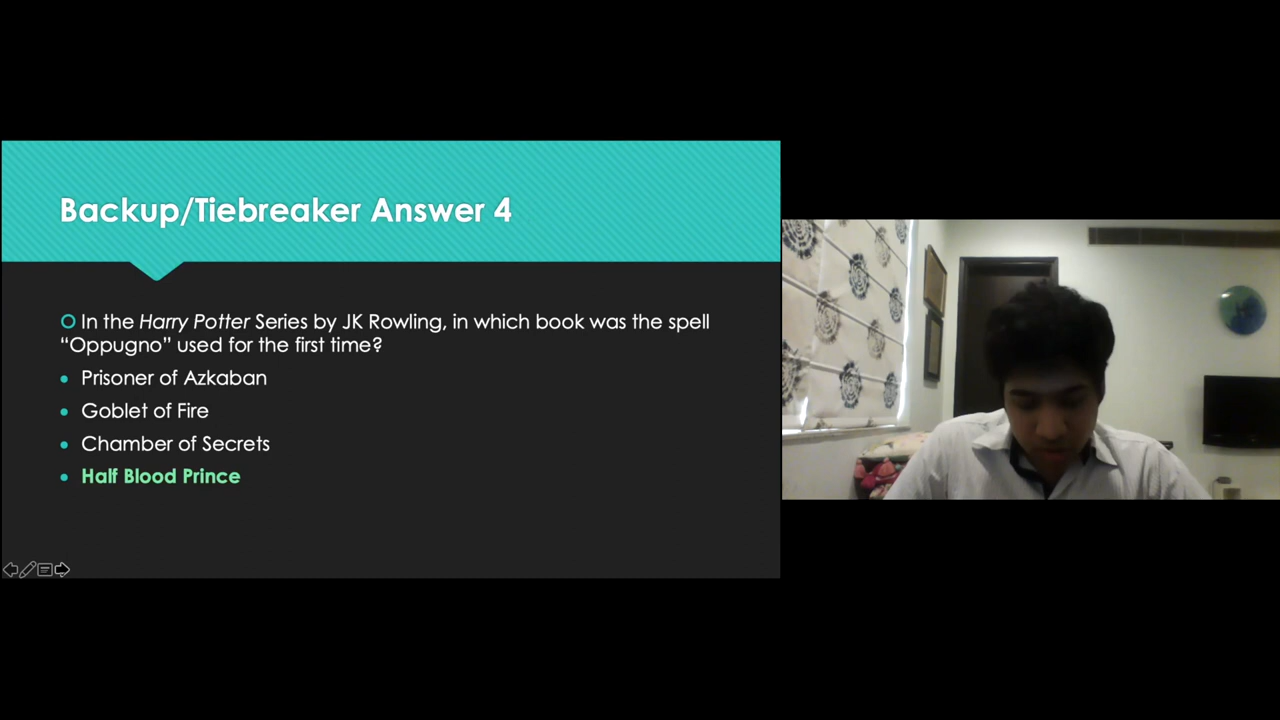 Backup/Tiebreaker Answer 4
In the Harry Potter Series by JK Rowling, in which book was the spell
“Oppugno” used for the first time?
Prisoner of Azkaban
Goblet of Fire
Chamber of Secrets
Half Blood Prince